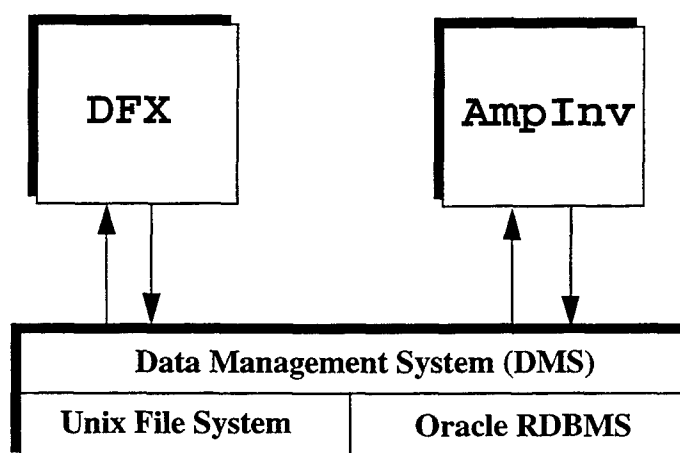 DFX
AmpInv
Data Management System (DMS)
Unix File System
Oracle RDBMS